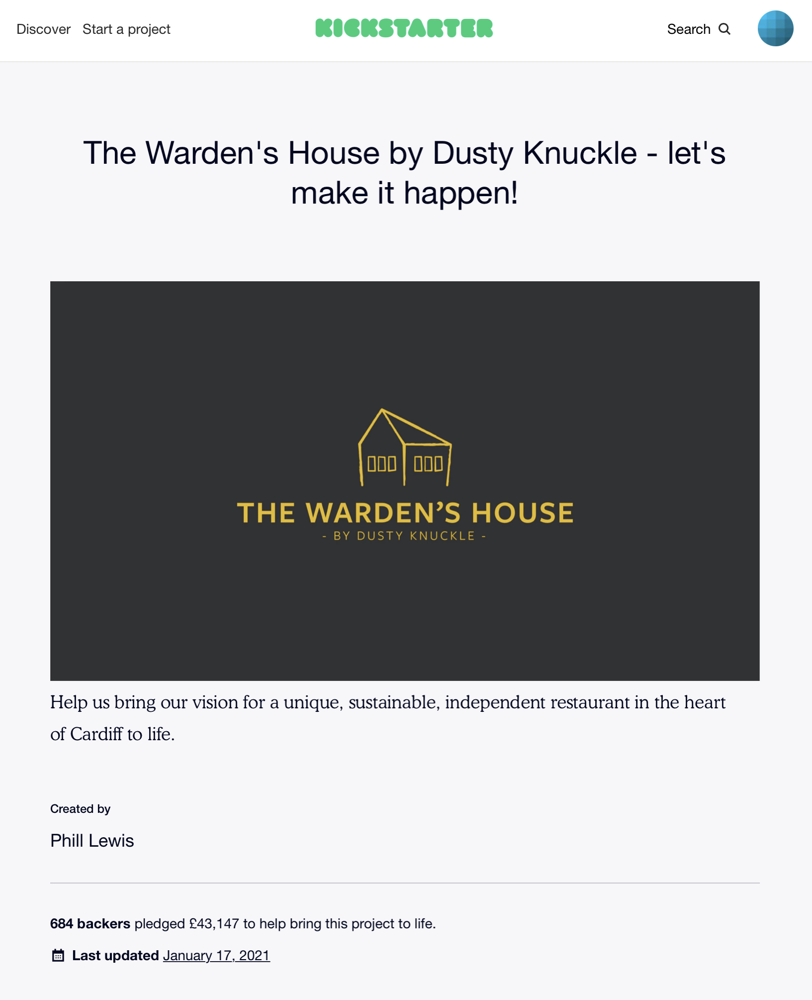 Discover Start a project KICKSTARTER Search
The Warden's House by Dusty Knuckle - let's
make it happen!
THE WARDEN’S HOUSE
- BY DUSTY KNUCKLE -
Help us bring our vision for a unique, sustainable, independent restaurant in the heart
of Cardiff to life.
Created by
Phill Lewis
684 backers pledged £43,147 to help bring this project to life.
Last updated January 17, 2021